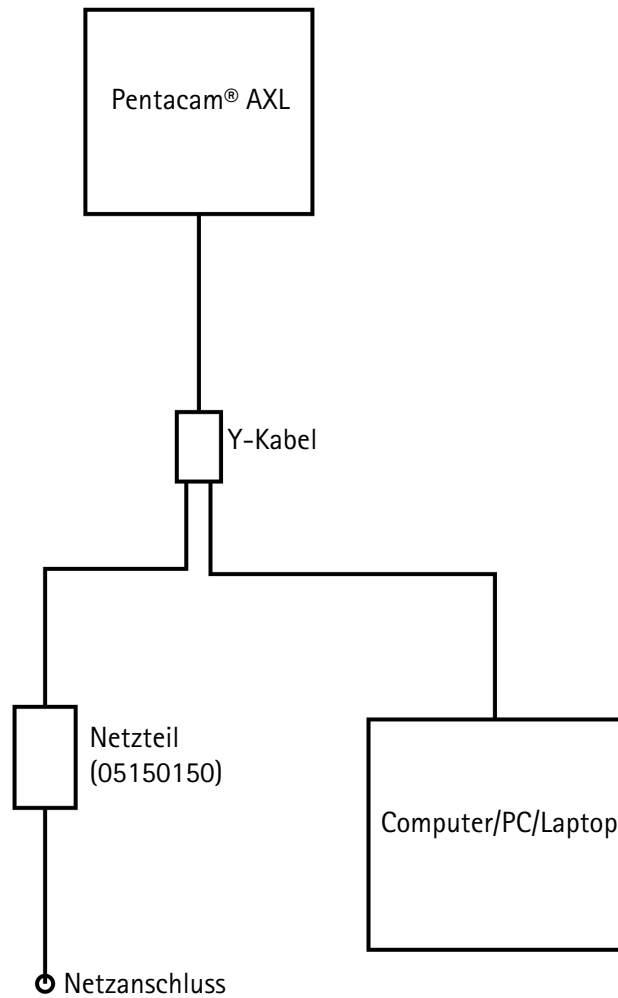 Pentacam® AXL
Y-Kabel
Netzteil
(05150150)
Computer/PC/Laptop
Netzanschluss